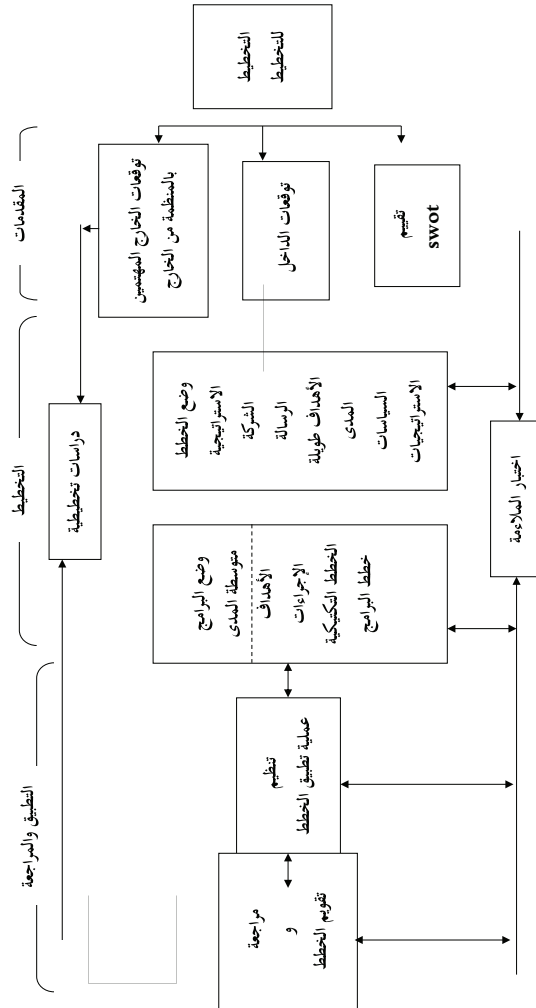 المقدمات
التخطيط
التطبيق والمراجعة
التخطيط
للتخطيط
توقعات الخارج المهتمين
بالمنظمة من الخارج
توقعات الداخل
تقييم
swot
دراسات تخطيطية
وضع الخطط
الاستراتيجية
الشركة
الرسالة
الأهداف طويلة
المدى
السياسات
الاستراتيجيات
اختبار الملاءمة
وضع البرامج
متوسطة المدى
الأهداف
الإجراءات
الخطط التكتيكية
خطط البرامج
تنظيم
عملية تطبيق الخطط
مراجعة
و
تقويم الخطط